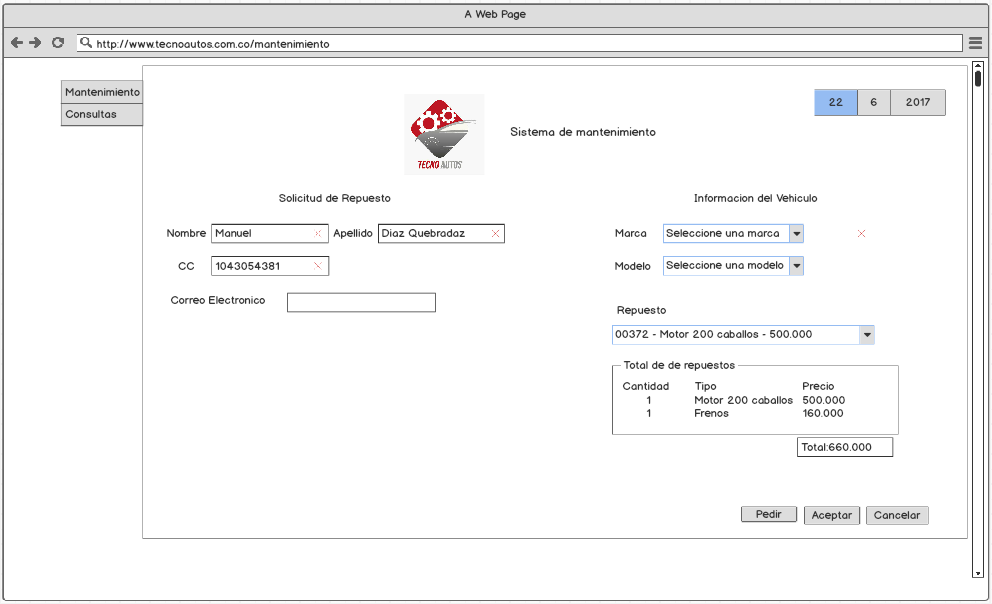 A Web Page
http://www.tecnoautos.com.co/mantenimiento
Mantenimiento
Consultas
22 6 2017
TECNO AUTOS
Sistema de mantenimiento
Solicitud de Repuesto
Informacion del Vehiculo
Nombre Manuel Apellido Diaz Quebradaz
Marca Seleccione una marca
CC 1043054381
Modelo Seleccione una modelo
Correo Electronico
Repuesto
00372 - Motor 200 caballos - 500.000
Total de de repuestos
Cantidad Tipo Precio
1 Motor 200 caballos 500.000
1 Frenos 160.000
Total:660.000
Pedir Aceptar Cancelar